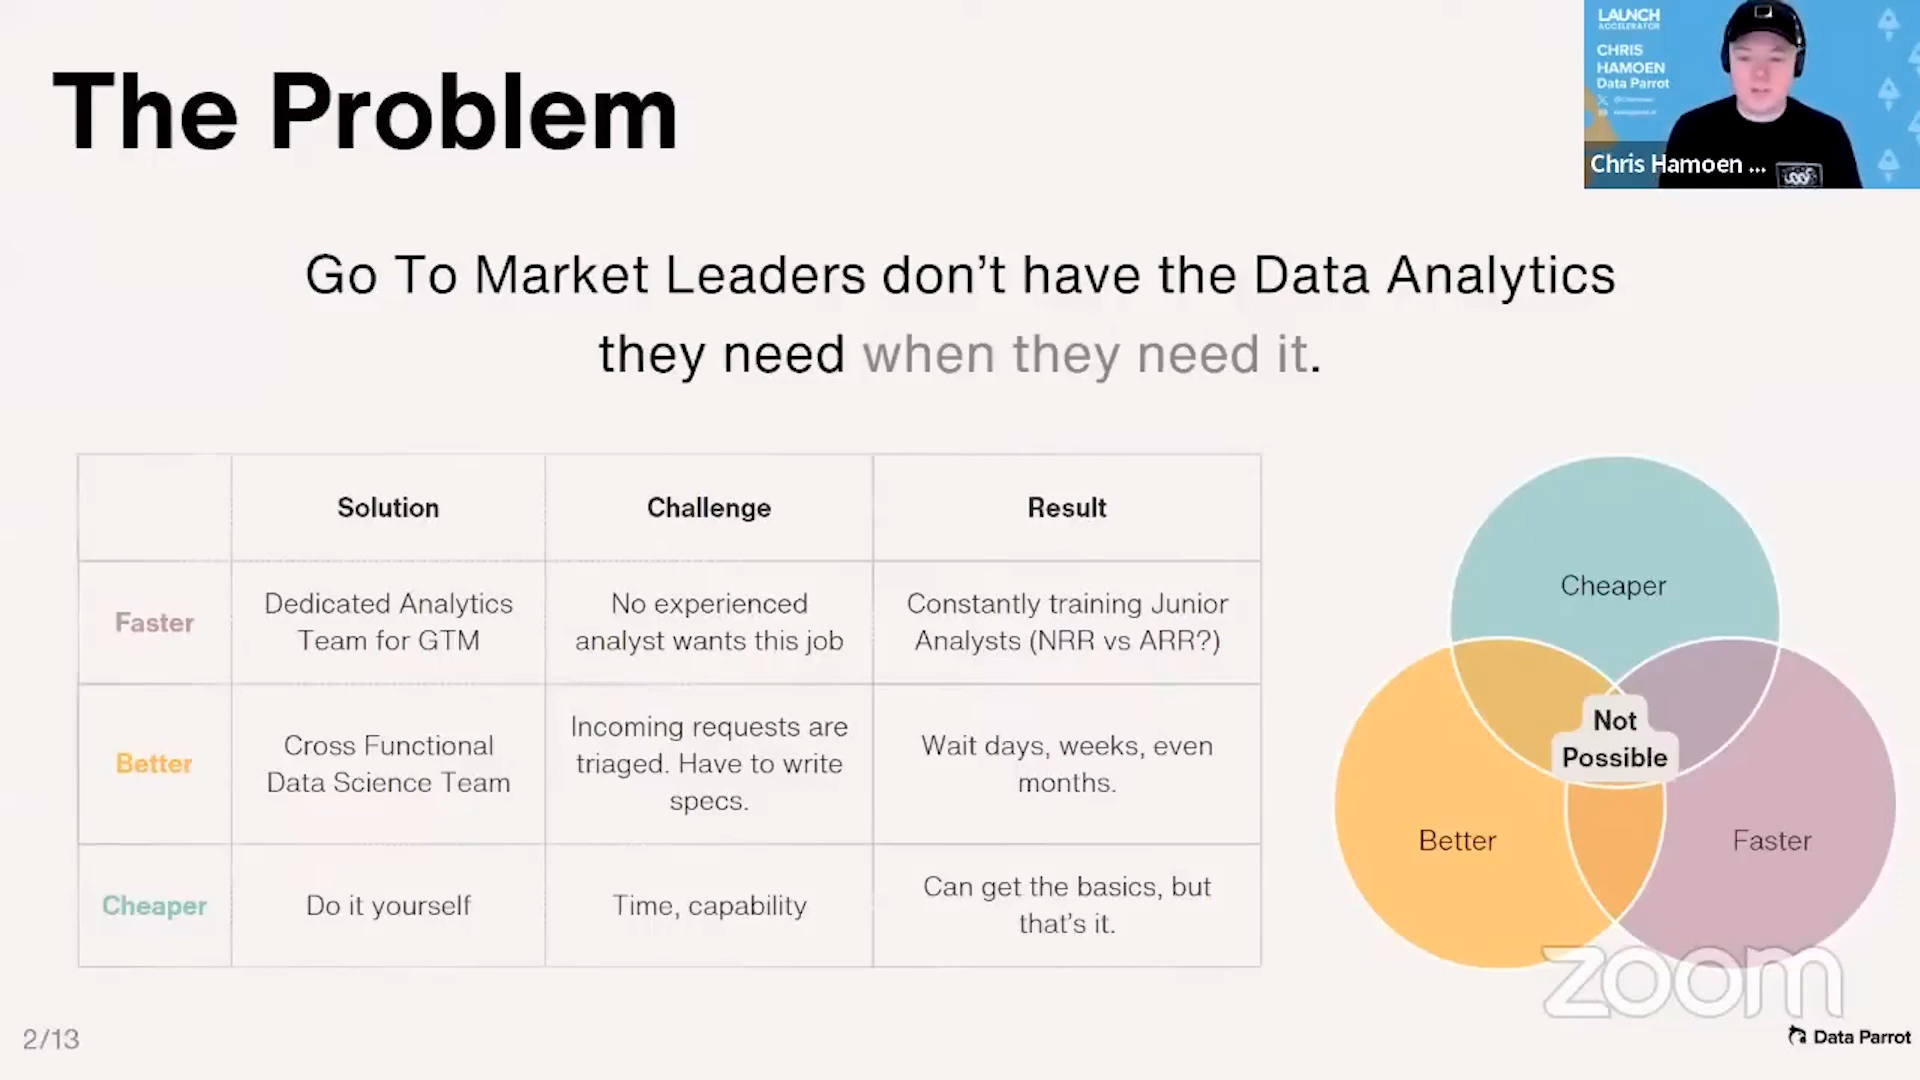 The Problem
LAUNCH
ACCELERATOR
CHRIS
HAMOEN
Data Parrot
Chris Hamoen ...
Go To Market Leaders don’t have the Data Analytics
they need when they need it.
Solution
Challenge
Result
Faster
Dedicated Analytics
Team for GTM
No experienced
analyst wants this job
Constantly training Junior
Analysts (NRR vs ARR?)
Better
Cross Functional
Data Science Team
Incoming requests are
triaged. Have to write
specs.
Wait days, weeks, even
months.
Cheaper
Do it yourself
Time, capability
Can get the basics, but
that’s it.
Cheaper
Not
Possible
Better
Faster
zoom
2/13
Data Parrot